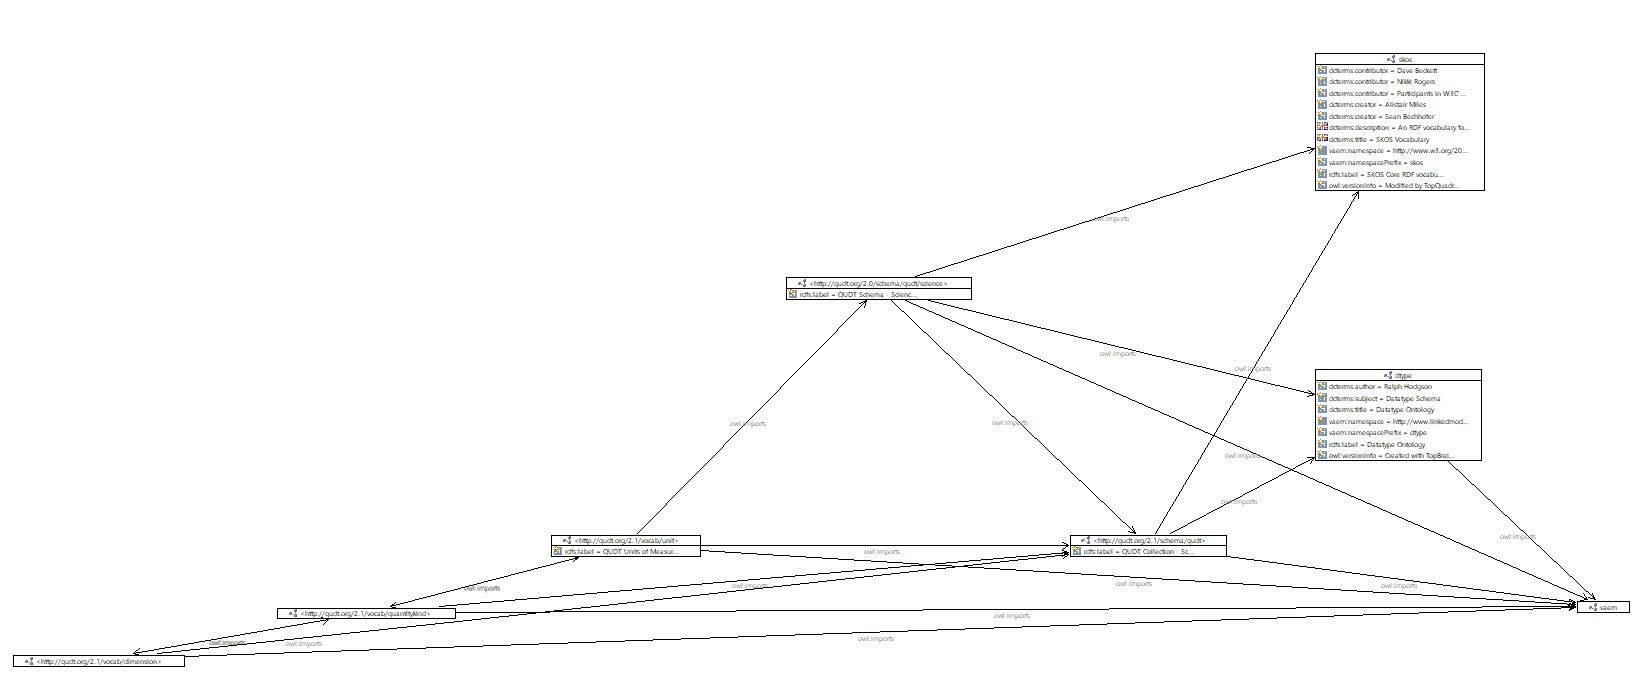 skos
dcterms:contributor = Dave Beckett
dcterms:contributor = Nikki Rogers
dcterms:contributor = Participants in W3C'...
dcterms:creator = Alistair Miles
dcterms:creator = Sean Bechhofer
dcterms:description = An RDF vocabulary fo...
dcterms:title = SKOS Vocabulary
vaem:namespace = http://www.w3.org/20...
vaem:namespacePrefix = skos
rdfs:label = SKOS Core RDF vocabu...
owl:versionInfo = Modified by TopQuadr...
owl:imports
<http://qudt.org/2.0/schema/qudt/science>
rdfs:label = QUDT Schema - Scienc...
owl:imports
owl:imports
dtype
dcterms:author = Ralph Hodgson
dcterms:subject = Datatype Schema
dcterms:title = Datatype Ontology
vaem:namespace = http://www.linkedmod...
vaem:namespacePrefix = dtype
rdfs:label = Datatype Ontology
owl:versionInfo = Created with TopBrai...
owl:imports
owl:imports
owl:imports
owl:imports
owl:imports
<http://qudt.org/2.1/vocab/unit>
rdfs:label = QUDT Units of Measur...
owl:imports
<http://qudt.org/2.1/schema/qudt>
rdfs:label = QUDT Collection - Sc...
owl:imports
owl:imports
owl:imports
owl:imports
<http://qudt.org/2.1/vocab/quantitykind>
vaem
owl:imports
owl:imports
owl:imports
owl:imports
<http://qudt.org/2.1/vocab/dimension>